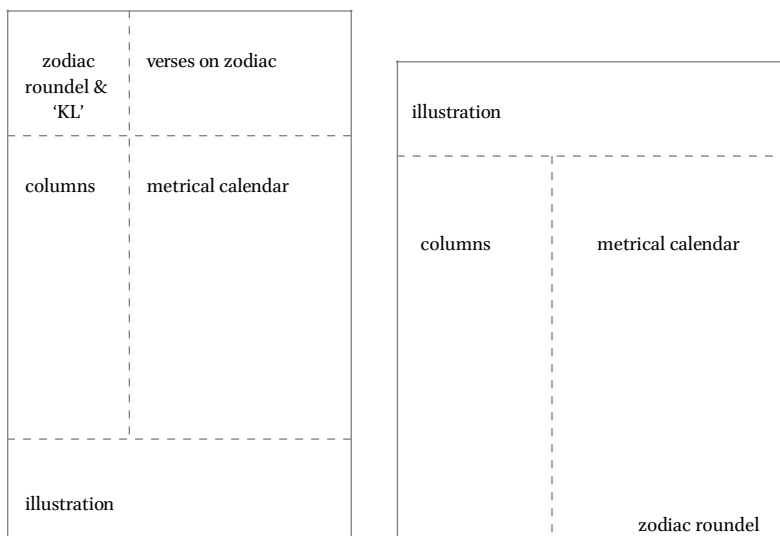 zodiac
roundel &
‘KL’
verses on zodiac
columns
metrical calendar
illustration
illustration
columns
metrical calendar
zodiac roundel